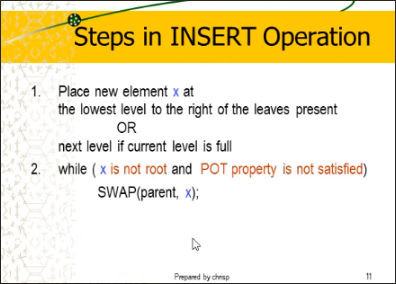 Steps in INSERT Operation
1. Place new element x at
the lowest level to the right of the leaves present
OR
next level if current level is full
2. while ( x is not root and POT property is not satisfied)
SWAP(parent, x);
Prepared by chrisp
11